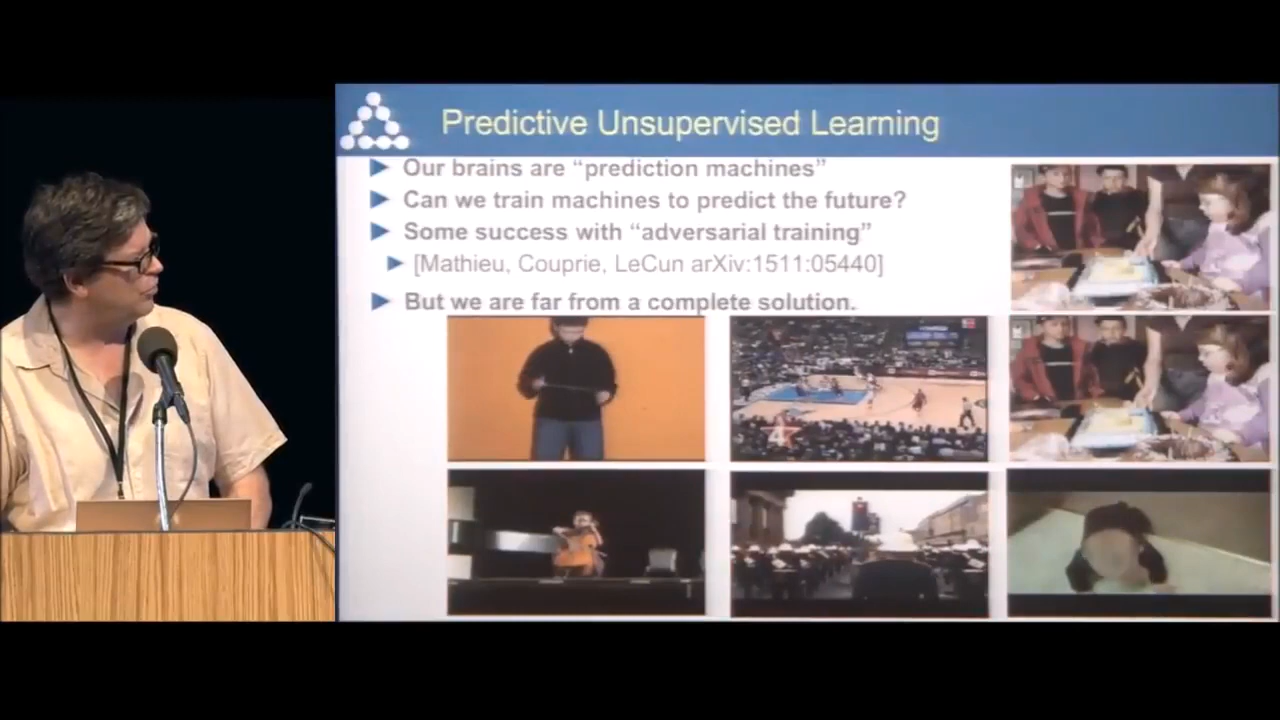 Predictive Unsupervised Learning
Our brains are “prediction machines”
Can we train machines to predict the future?
Some success with “adversarial training”
[Mathieu, Couprie, LeCun arXiv:1511:05440]
But we are far from a complete solution.